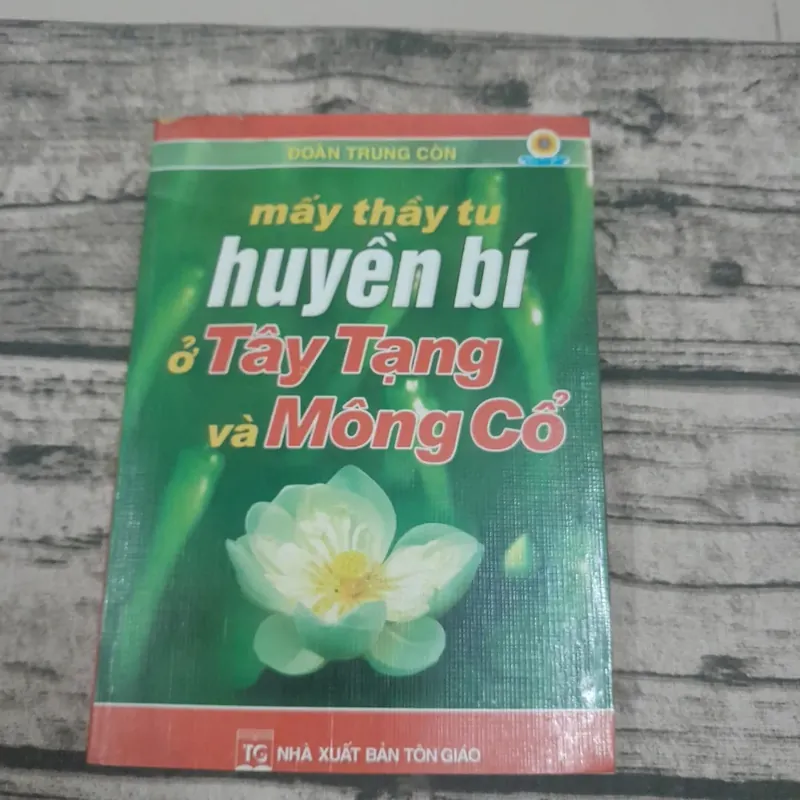 ĐOÀN TRUNG CÒN
mấy thầy tu
huyền bí
ở Tây Tạng
và Mông Cổ
TG NHÀ XUẤT BẢN TÔN GIÁO